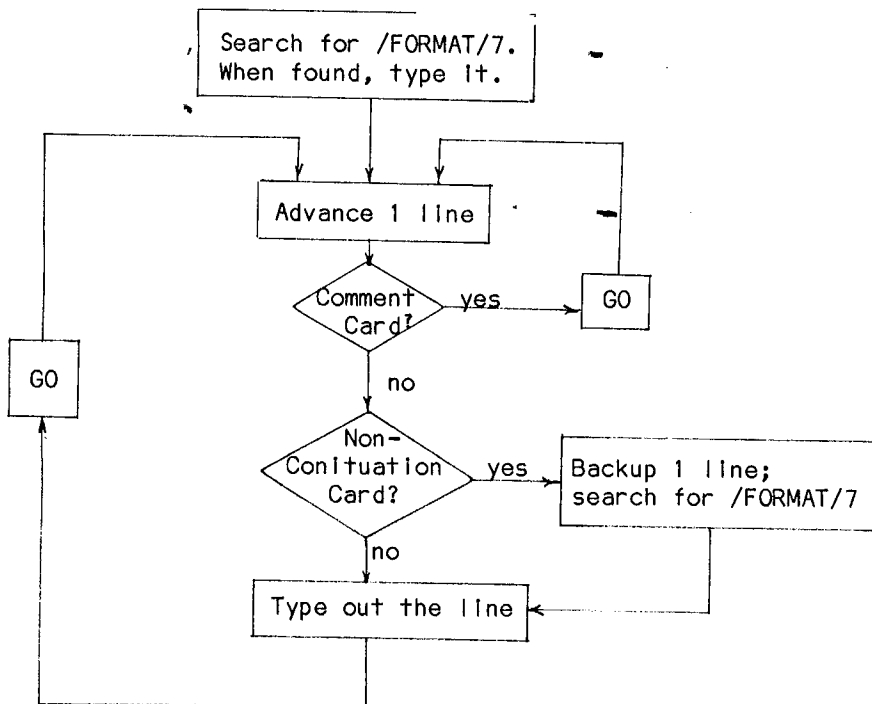 Search for /FORMAT/7.
When found, type it.
Advance 1 line
Comment
Card?
yes
GO
GO
no
Non-
Conituation
Card?
yes
Backup 1 line;
search for /FORMAT/7
no
Type out the line